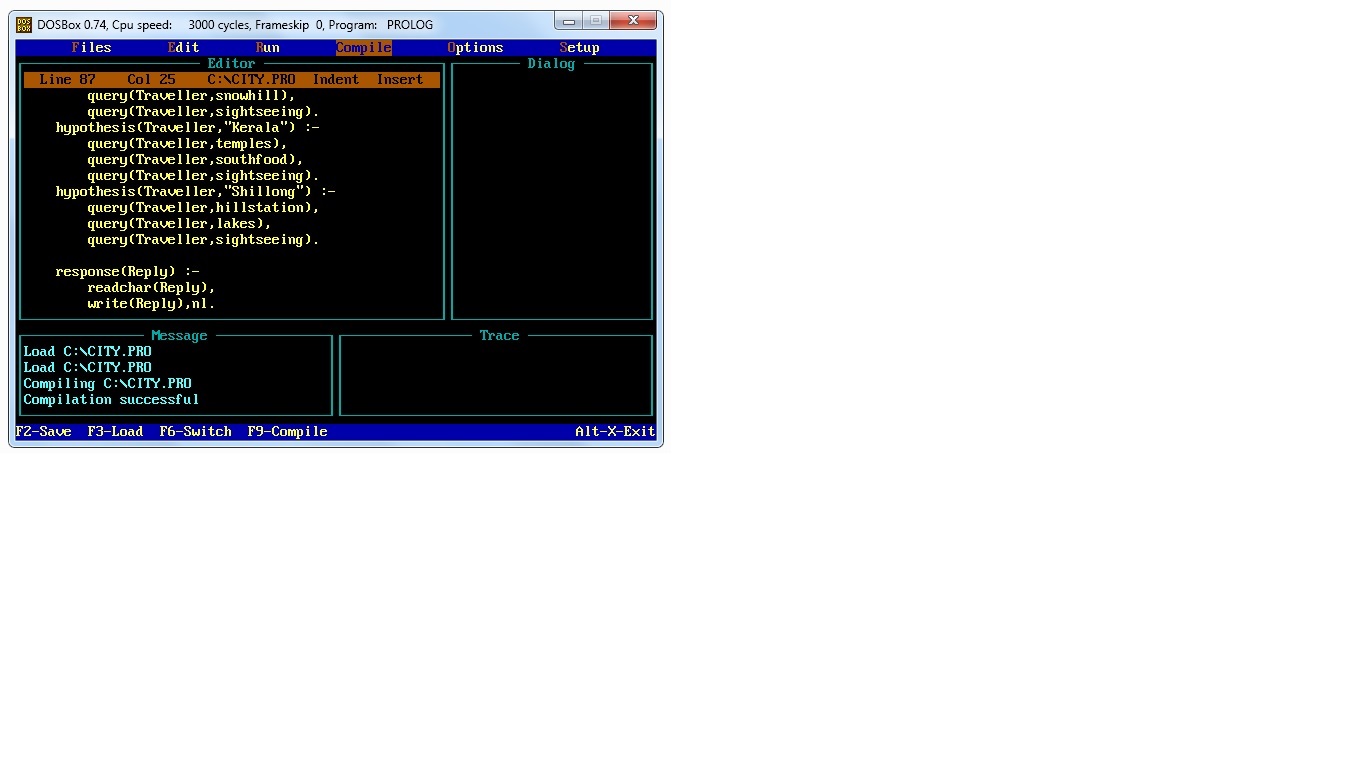 DOS BOX DOSBox 0.74, Cpu speed: 3000 cycles, Frameskip 0, Program: PROLOG
Files Edit Run Compile Options Setup
Editor
Line 87 Col 25 C:\CITY.PRO Indent Insert
query(Traveller,snowhill),
query(Traveller,sightseeing).
hypothesis(Traveller,"Kerala") :-
query(Traveller,temples),
query(Traveller,southfood),
query(Traveller,sightseeing).
hypothesis(Traveller,"Shillong") :-
query(Traveller,hillstation),
query(Traveller,lakes),
query(Traveller,sightseeing).
response(Reply) :-
readchar(Reply),
write(Reply),nl.
Dialog
Message
Load C:\CITY.PRO
Load C:\CITY.PRO
Compiling C:\CITY.PRO
Compilation successful
Trace
F2-Save F3-Load F6-Switch F9-Compile Alt-X-Exit